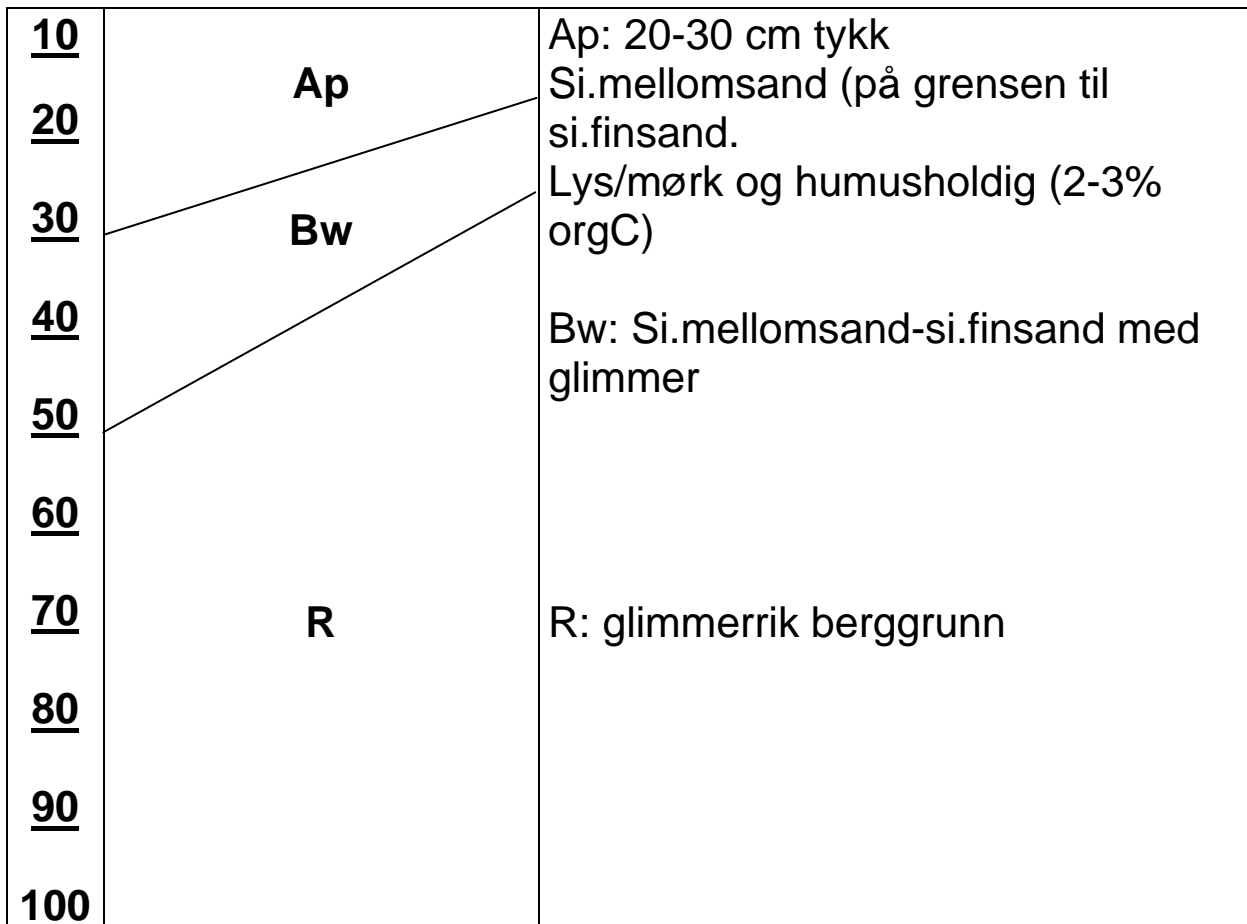 10
20
30
40
50
60
70
80
90
100
Ap
Bw
R
Ap: 20-30 cm tykk
Si.mellomsand (på grensen til
si.finsand.
Lys/mørk og humusholdig (2-3%
orgC)
Bw: Si.mellomsand-si.finsand med
glimmer
R: glimmerrik berggrunn